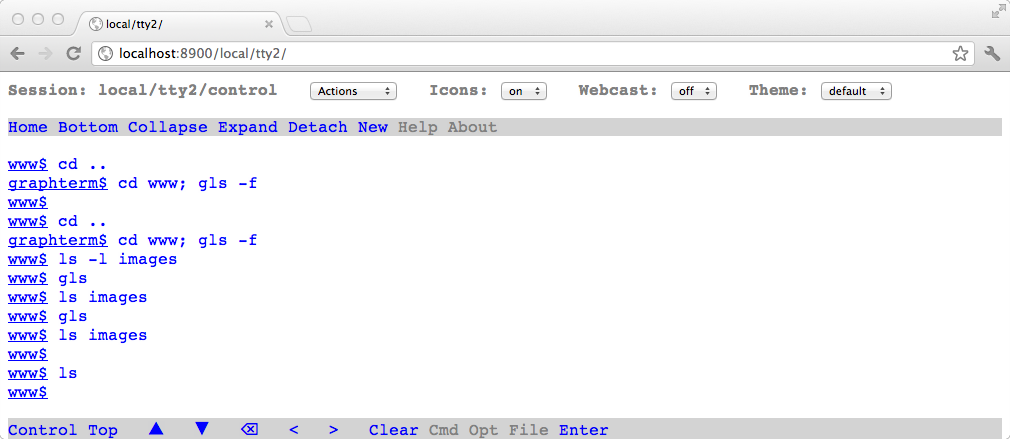 local/tty2/
localhost:8900/local/tty2/
Session: local/tty2/control Actions Icons: on Webcast: off Theme: default
Home Bottom Collapse Expand Detach New Help About
www$ cd ..
graphterm$ cd www; gls -f
www$
www$ cd ..
graphterm$ cd www; gls -f
www$ ls -l images
www$ gls
www$ ls images
www$ gls
www$ ls images
www$
www$ ls
www$
Control Top ▲ ▼ ⌫ < > Clear Cmd Opt File Enter